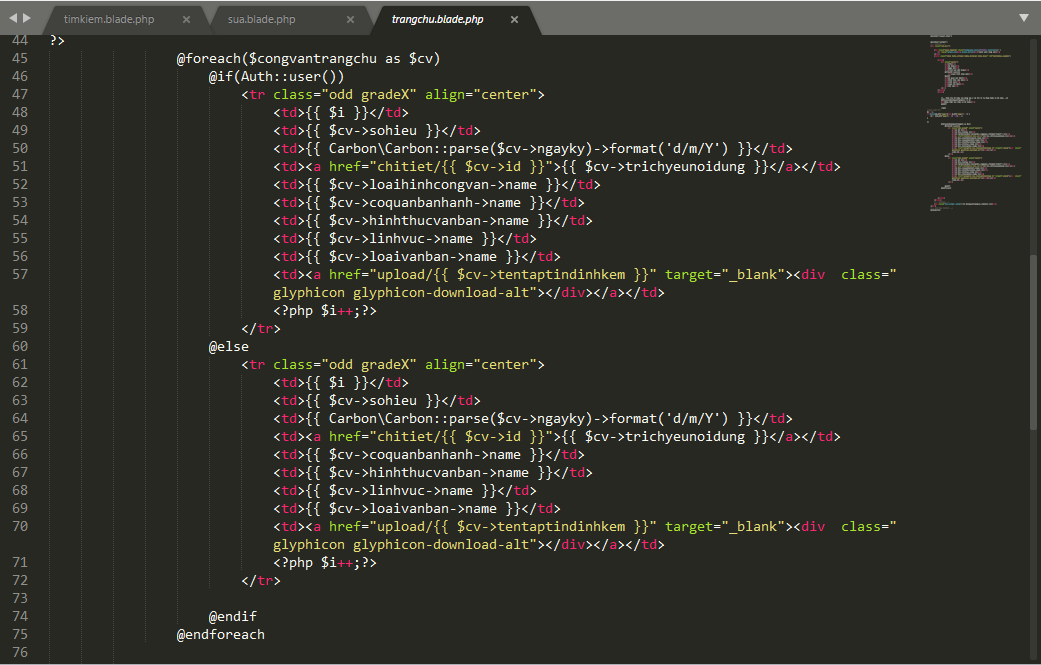 timkiem.blade.php × sua.blade.php × trangchu.blade.php ×
44 ?>
45 @foreach($congvantrangchu as $cv)
46 @if(Auth::user())
47 <tr class="odd gradeX" align="center">
48 <td>{{ $i }}</td>
49 <td>{{ $cv->sohieu }}</td>
50 <td>{{ Carbon\Carbon::parse($cv->ngayky)->format('d/m/Y') }}</td>
51 <td><a href="chitiet/{{ $cv->id }}">{{ $cv->trichyeunoidung }}</a></td>
52 <td>{{ $cv->loaihinhcongvan->name }}</td>
53 <td>{{ $cv->coquanbanhanh->name }}</td>
54 <td>{{ $cv->hinhthucvanban->name }}</td>
55 <td>{{ $cv->linhvuc->name }}</td>
56 <td>{{ $cv->loaivanban->name }}</td>
57 <td><a href="upload/{{ $cv->tentaptindinhkem }}" target="_blank"><div  class="
glyphicon glyphicon-download-alt"></div></a></td>
58 <?php $i++;?>
59 </tr>
60 @else
61 <tr class="odd gradeX" align="center">
62 <td>{{ $i }}</td>
63 <td>{{ $cv->sohieu }}</td>
64 <td>{{ Carbon\Carbon::parse($cv->ngayky)->format('d/m/Y') }}</td>
65 <td><a href="chitiet/{{ $cv->id }}">{{ $cv->trichyeunoidung }}</a></td>
66 <td>{{ $cv->coquanbanhanh->name }}</td>
67 <td>{{ $cv->hinhthucvanban->name }}</td>
68 <td>{{ $cv->linhvuc->name }}</td>
69 <td>{{ $cv->loaivanban->name }}</td>
70 <td><a href="upload/{{ $cv->tentaptindinhkem }}" target="_blank"><div  class="
glyphicon glyphicon-download-alt"></div></a></td>
71 <?php $i++;?>
72 </tr>
73
74 @endif
75 @endforeach
76